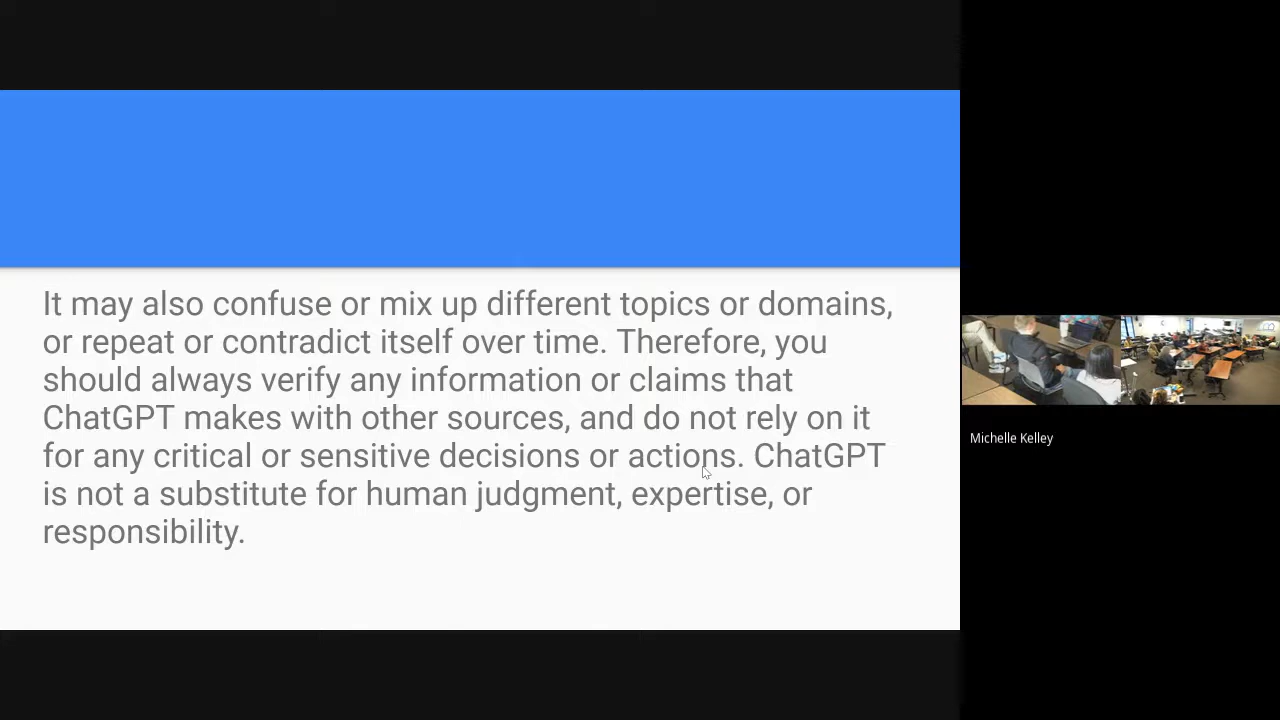 It may also confuse or mix up different topics or domains,
or repeat or contradict itself over time. Therefore, you
should always verify any information or claims that
ChatGPT makes with other sources, and do not rely on it
for any critical or sensitive decisions or actions. ChatGPT
is not a substitute for human judgment, expertise, or
responsibility.
Michelle Kelley